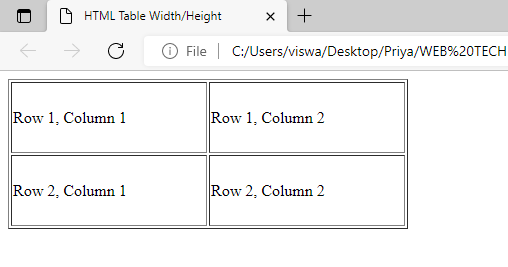 HTML Table Width/Height
File | C:/Users/viswa/Desktop/Priya/WEB%20TECH
Row 1, Column 1 Row 1, Column 2
Row 2, Column 1 Row 2, Column 2